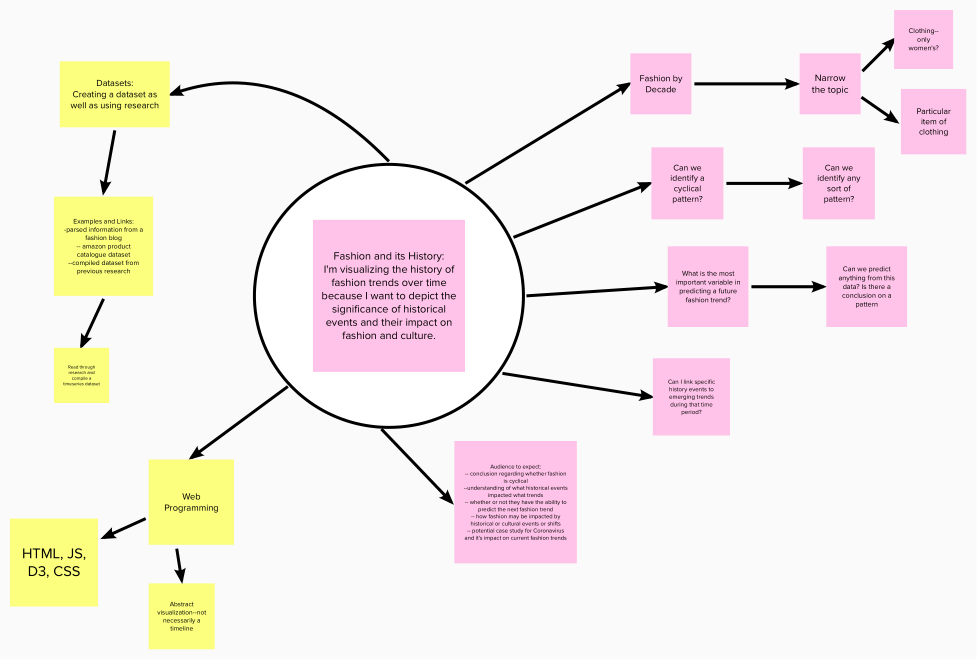 Datasets:
Creating a dataset as
well as using research
Examples and Links:
-parsed information from a
fashion blog
-- amazon product
catalogue dataset
--compiled dataset from
previous research
Read through
research and
compile a
timeseries dataset
Fashion and its History:
I'm visualizing the history of
fashion trends over time
because I want to depict the
significance of historical
events and their impact on
fashion and culture.
Fashion by
Decade
Narrow
the topic
Clothing--
only
women's?
Particular
item of
clothing
Can we
identify a
cyclical
pattern?
Can we
identify any
sort of
pattern?
What is the most
important variable in
predicting a future
fashion trend?
Can we predict
anything from this
data? Is there a
conclusion on a
pattern
Can I link specific
history events to
emerging trends
during that time
period?
Audience to expect:
-- conclusion regarding whether fashion
is cyclical
--understanding of what historical events
impacted what trends
-- whether or not they have the ability to
predict the next fashion trend
-- how fashion may be impacted by
historical or cultural events or shifts
-- potential case study for Coronavirus
and it's impact on current fashion trends
Web
Programming
HTML, JS,
D3, CSS
Abstract
visualization--not
necessarily a
timeline